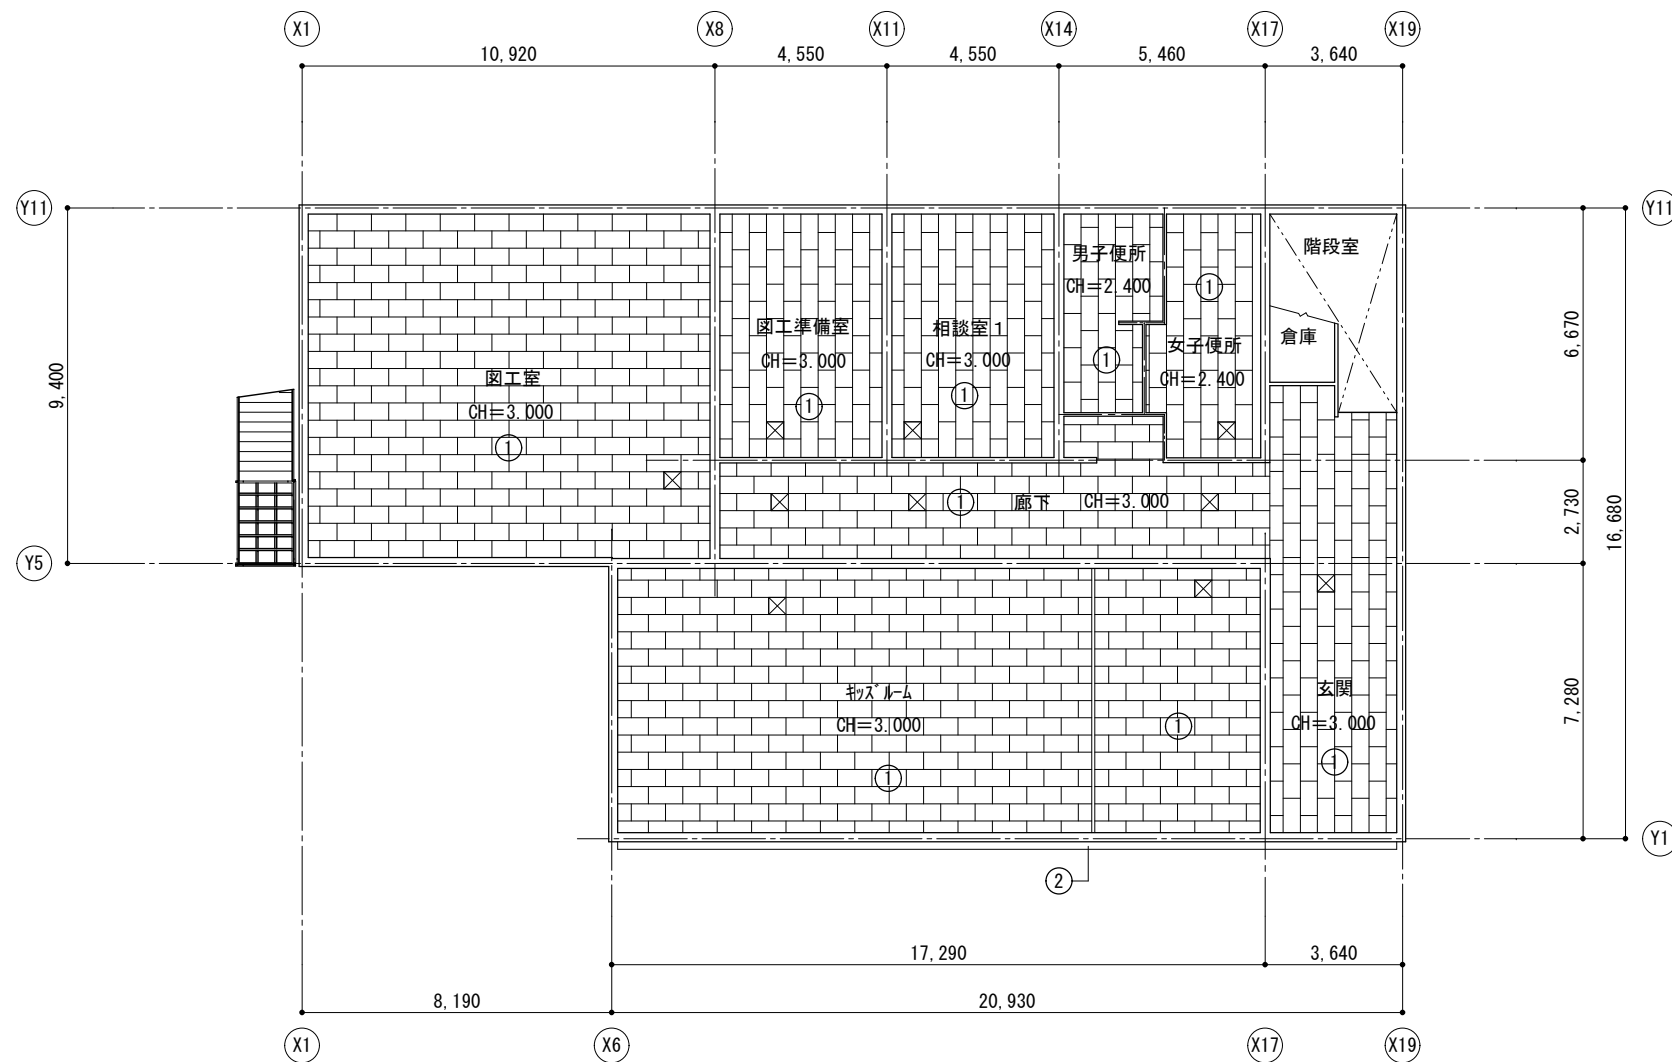 X1 X8 X11 X14 X17 X19
10,920 4,550 4,550 5,460 3,640
Y11 Y11
階段室
男子便所
CH=2.400
①
図工準備室
CH=3.000
①
相談室１
CH=3.000
①
①
女子便所
CH=2.400
倉庫
6,670
9,400
図工室
CH=3.000
①
① 廊下 CH=3.000
2,730
16,680
Y5
キッズルーム
CH=3.000
①
①
玄関
CH=3.000
①
7,280
Y1
②
17,290 3,640
8,190 20,930
X1 X6 X17 X19